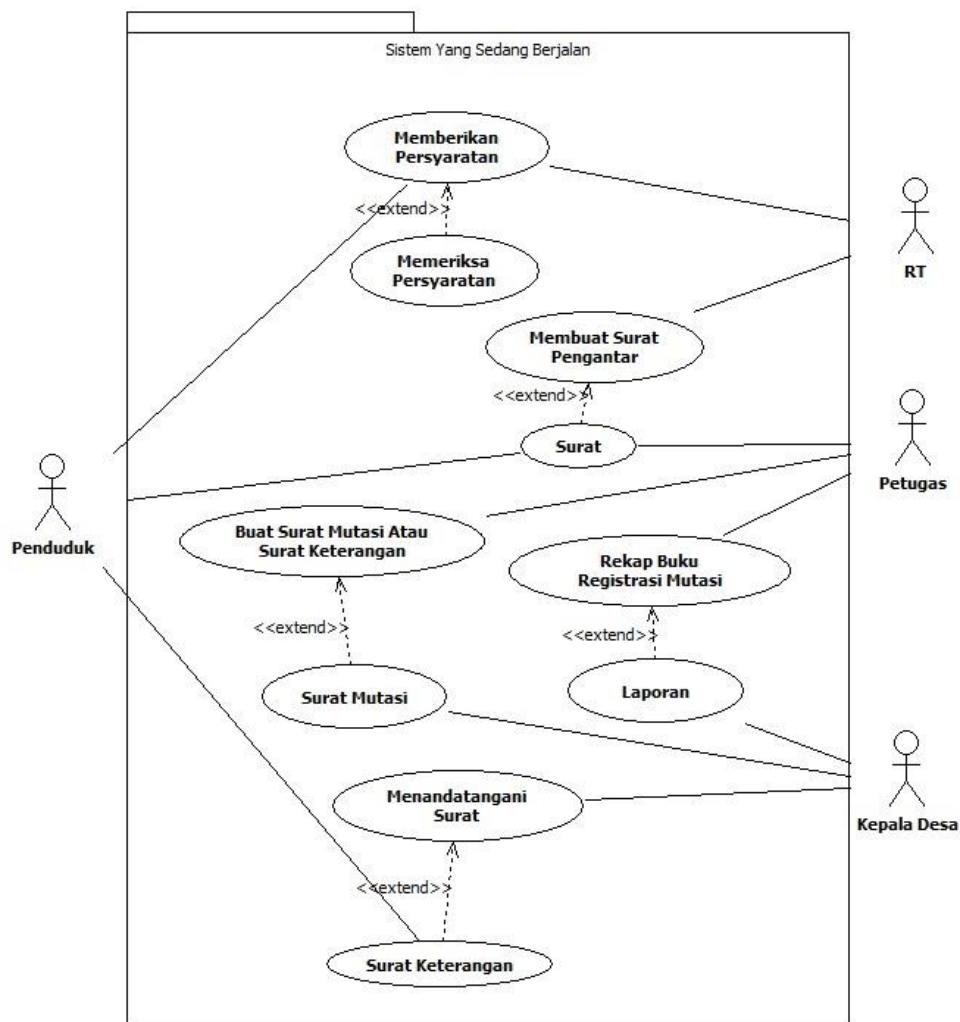 Sistem Yang Sedang Berjalan
Memberikan
Persyaratan
<<extend>>
Memeriksa
Persyaratan
RT
Membuat Surat
Pengantar
<<extend>>
Surat
Petugas
Penduduk
Buat Surat Mutasi Atau
Surat Keterangan
Rekap Buku
Registrasi Mutasi
<<extend>>
<<extend>>
Surat Mutasi
Laporan
Menandatangani
Surat
Kepala Desa
<<extend>>
Surat Keterangan